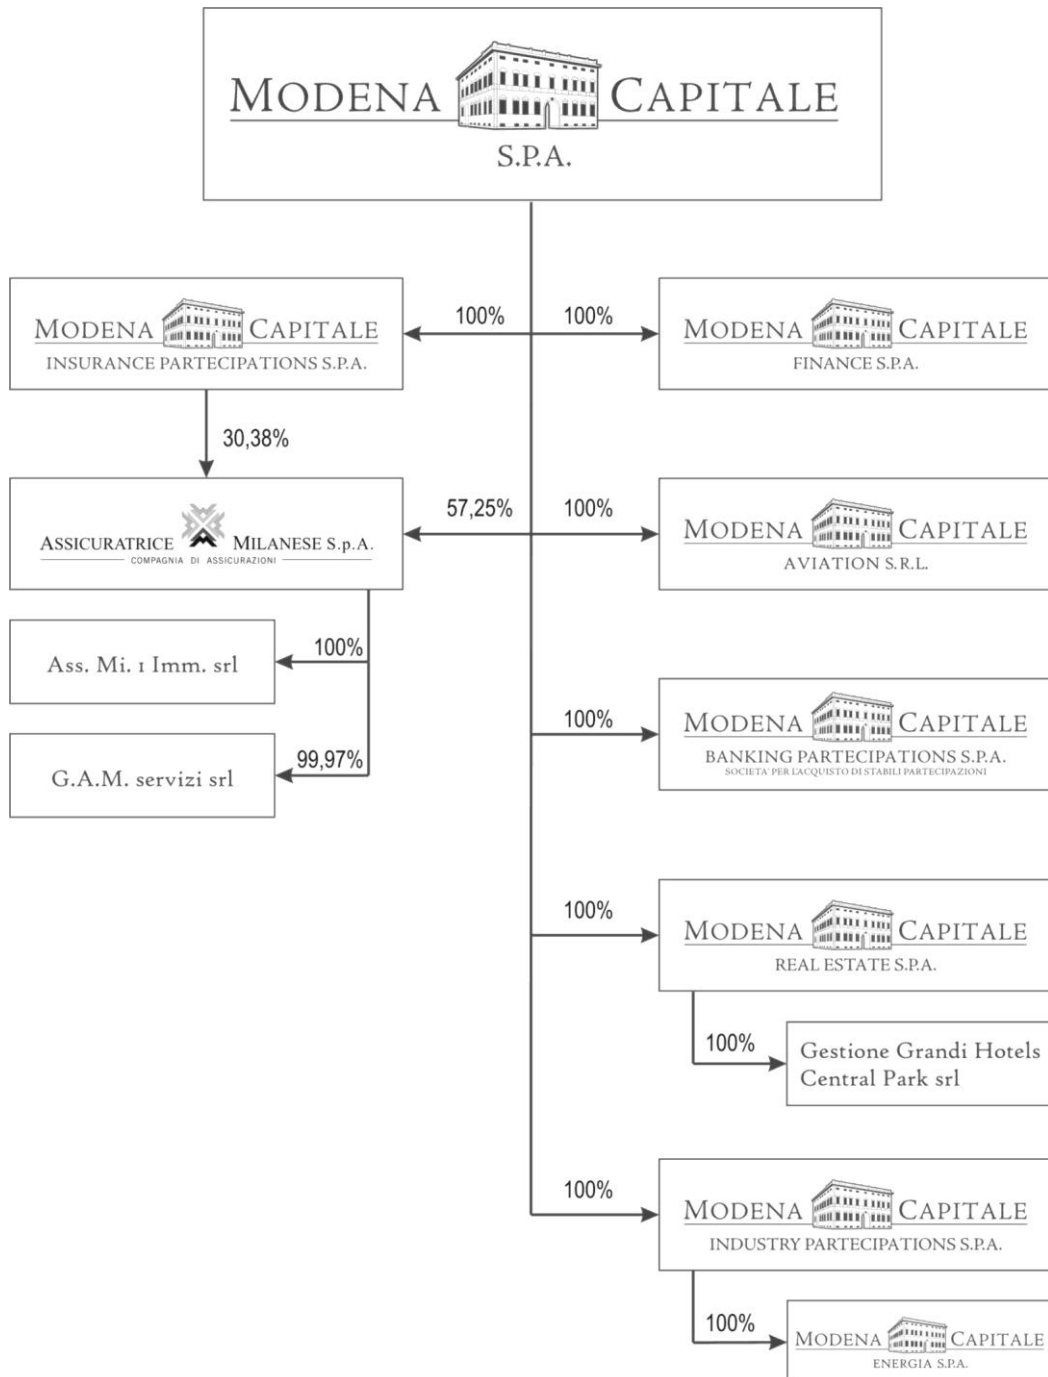 MODENA CAPITALE
S.P.A.
MODENA CAPITALE
INSURANCE PARTECIPATIONS S.P.A.
100%
100%
MODENA CAPITALE
FINANCE S.P.A.
30,38%
ASSICURATRICE MILANESE S.p.A.
COMPAGNIA DI ASSICURAZIONI
57,25%
100%
MODENA CAPITALE
AVIATION S.R.L.
Ass. Mi. 1 Imm. srl
100%
G.A.M. servizi srl
99,97%
100%
MODENA CAPITALE
BANKING PARTECIPATIONS S.P.A.
SOCIETA' PER L'ACQUISTO DI STABILI PARTECIPAZIONI
100%
MODENA CAPITALE
REAL ESTATE S.P.A.
100%
Gestione Grandi Hotels
Central Park srl
100%
MODENA CAPITALE
INDUSTRY PARTECIPATIONS S.P.A.
100%
MODENA CAPITALE
ENERGIA S.P.A.